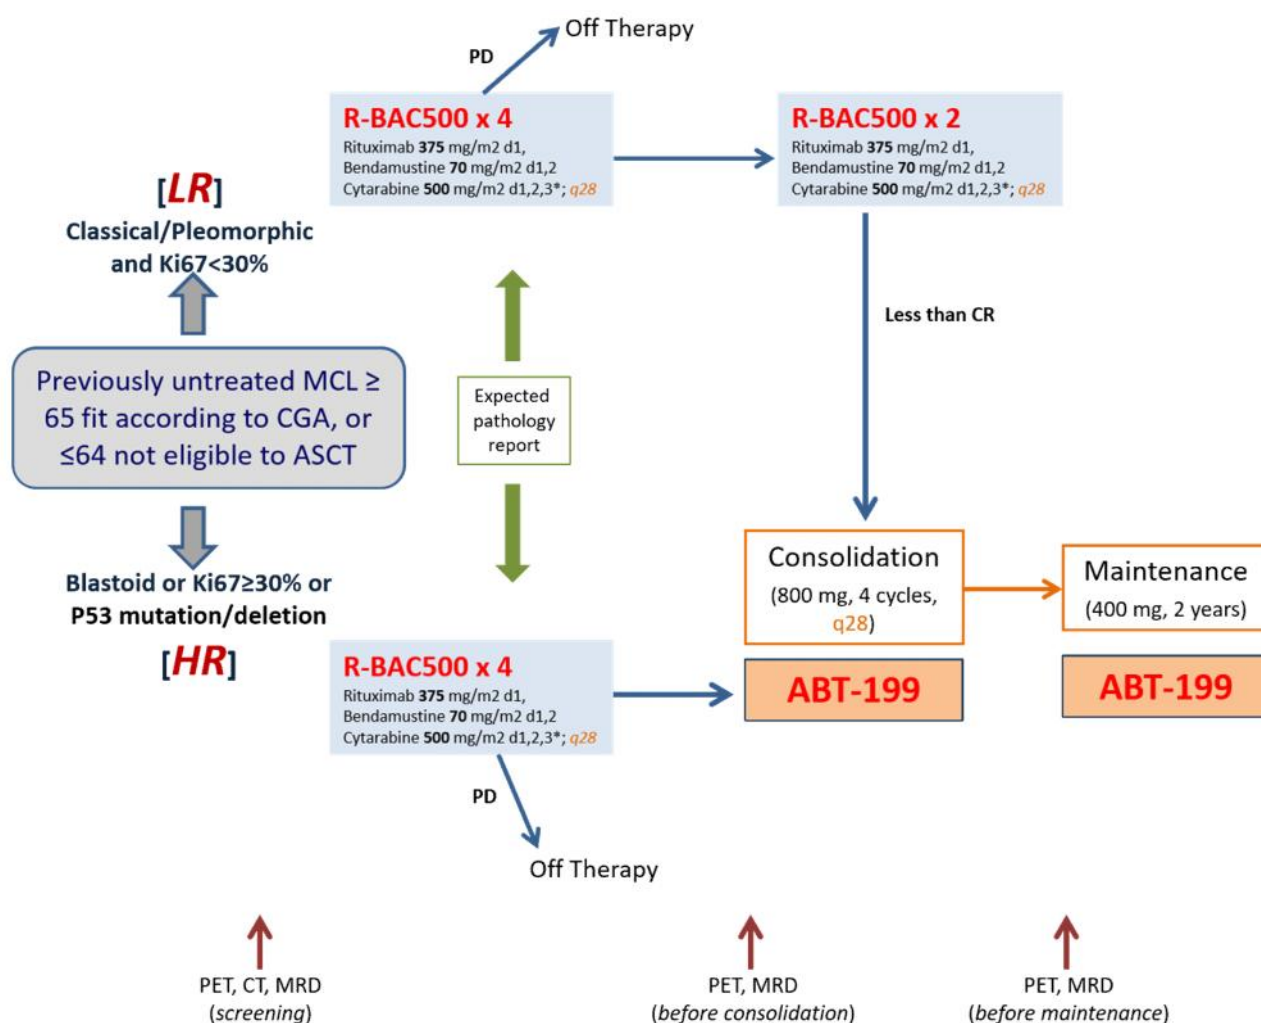 Off Therapy
PD
R-BAC500 x 4
Rituximab 375 mg/m2 d1,
Bendamustine 70 mg/m2 d1,2
Cytarabine 500 mg/m2 d1,2,3*; q28
R-BAC500 x 2
Rituximab 375 mg/m2 d1,
Bendamustine 70 mg/m2 d1,2
Cytarabine 500 mg/m2 d1,2,3*; q28
[LR]
Classical/Pleomorphic
and Ki67<30%
Less than CR
Previously untreated MCL ≥
65 fit according to CGA, or
≤64 not eligible to ASCT
Expected
pathology
report
Blastoid or Ki67≥30% or
P53 mutation/deletion
[HR]
Consolidation
(800 mg, 4 cycles,
q28)
Maintenance
(400 mg, 2 years)
R-BAC500 x 4
Rituximab 375 mg/m2 d1,
Bendamustine 70 mg/m2 d1,2
Cytarabine 500 mg/m2 d1,2,3*; q28
ABT-199
ABT-199
PD
Off Therapy
PET, CT, MRD
(screening)
PET, MRD
(before consolidation)
PET, MRD
(before maintenance)